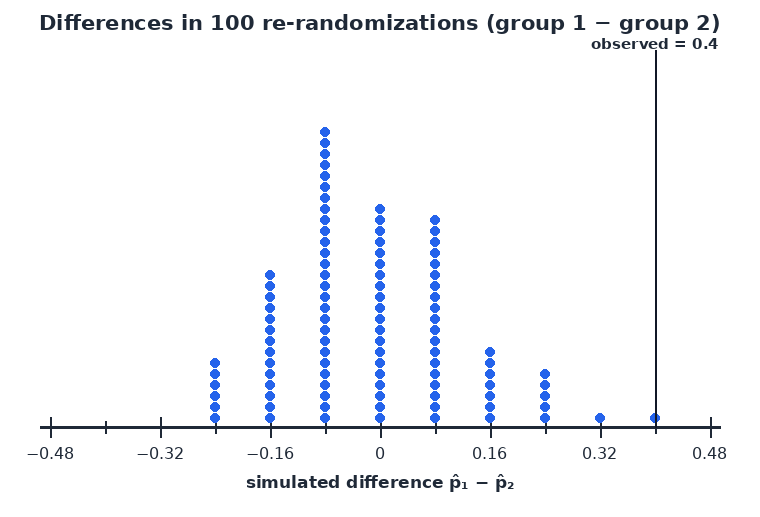 Differences in 100 re-randomizations (group 1 − group 2)
observed = 0.4
−0.48 −0.32 −0.16 0 0.16 0.32 0.48
simulated difference p̂₁ − p̂₂